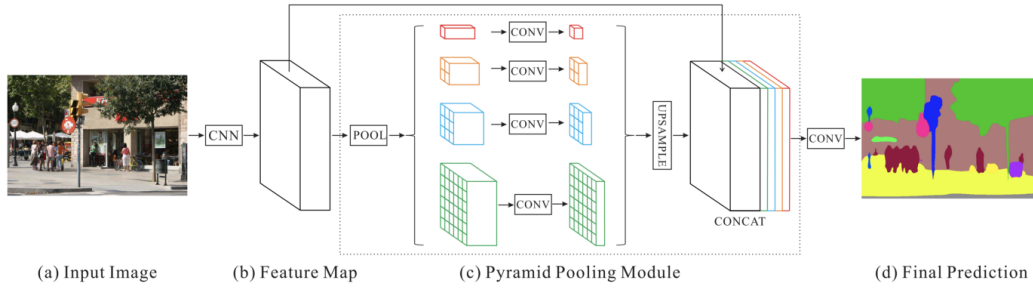 CNN
POOL
CONV
CONV
CONV
CONV
UPSAMPLE
CONCAT
CONV
(a) Input Image
(b) Feature Map
(c) Pyramid Pooling Module
(d) Final Prediction